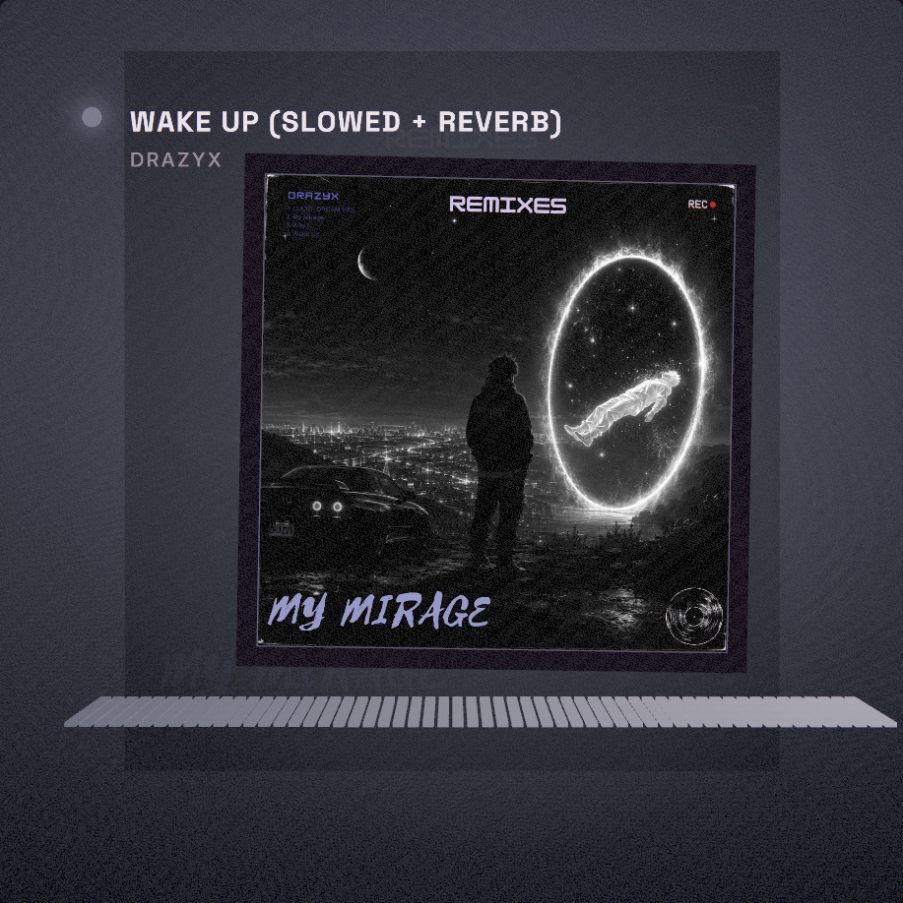 WAKE UP (SLOWED + REVERB)
DRAZYX
DRAZYX
REMIXES
REC
MY MIRAGE